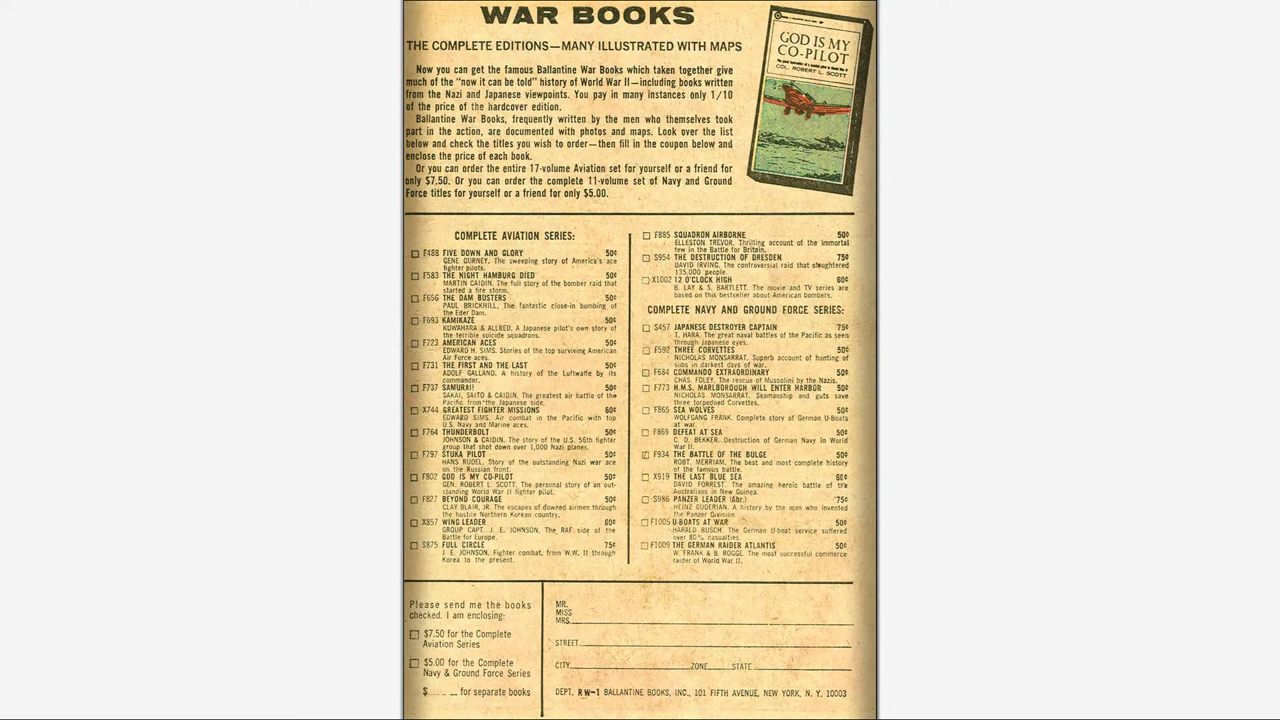 WAR BOOKS
THE COMPLETE EDITIONS—MANY ILLUSTRATED WITH MAPS
Now you can get the famous Ballantine War Books which taken together give
much of the "now it can be told" history of World War II—including books written
from the Nazi and Japanese viewpoints. You pay in many instances only 1/10
of the price of the hardcover edition.
Ballantine War Books, frequently written by the men who themselves took
part in the action, are documented with photos and maps. Look over the list
below and check the titles you wish to order—then fill in the coupon below and
enclose the price of each book.
Or you can order the entire 17-volume Aviation set for yourself or a friend for
only $7.50. Or you can order the complete 11-volume set of Navy and Ground
Force titles for yourself or a friend for only $5.00.
GOD IS MY
CO-PILOT
COL. ROBERT L. SCOTT
COMPLETE AVIATION SERIES:
F488 FIVE DOWN AND GLORY 50¢
GENE GURNEY. The sweeping story of America's ace
fighter pilots.
F583 THE NIGHT HAMBURG DIED 50¢
MARTIN CAIDIN. The full story of the bomber raid that
started a fire storm.
F656 THE DAM BUSTERS 50¢
PAUL BRICKHILL. The fantastic close-in bombing of
the Eder Dam.
F693 KAMIKAZE 50¢
KUWAHARA & ALLRED. A Japanese pilot's own story of
the terrible suicide squadrons.
F723 AMERICAN ACES 50¢
EDWARD H. SIMS. Stories of the top surviving American
Air Force aces.
F731 THE FIRST AND THE LAST 50¢
ADOLF GALLAND. A history of the Luftwaffe by its
commander.
F737 SAMURAI! 50¢
SAKAI, SAITO & CAIDIN. The greatest air battle of the
Pacific from the Japanese side.
X744 GREATEST FIGHTER MISSIONS 60¢
EDWARD SIMS. Air combat in the Pacific with top
U.S. Navy and Marine aces.
F764 THUNDERBOLT 50¢
JOHNSON & CAIDIN. The story of the U.S. 56th fighter
group that shot down over 1,000 Nazi planes.
F797 STUKA PILOT 50¢
HANS RUDEL. Story of the outstanding Nazi war ace
on the Russian front.
F802 GOD IS MY CO-PILOT 50¢
GEN. ROBERT L. SCOTT. The personal story of an out-
standing World War II fighter pilot.
F827 BEYOND COURAGE 50¢
CLAY BLAIR, JR. The escapes of downed airmen through
the hostile Northern Korean country.
X857 WING LEADER 60¢
GROUP CAPT. J. E. JOHNSON. The RAF side of the
Battle for Europe.
S875 FULL CIRCLE 75¢
J. E. JOHNSON. Fighter combat, from W.W. II through
Korea to the present.
F885 SQUADRON AIRBORNE 50¢
ELLESTON TREVOR. Thrilling account of the immortal
few in the Battle for Britain.
S954 THE DESTRUCTION OF DRESDEN 75¢
DAVID IRVING. The controversial raid that slaughtered
135,000 people.
X1002 12 O'CLOCK HIGH 60¢
B. LAY & S. BARTLETT. The movie and TV series are
based on this bestseller about American bombers.
COMPLETE NAVY AND GROUND FORCE SERIES:
S457 JAPANESE DESTROYER CAPTAIN 75¢
T. HARA. The great naval battles of the Pacific as seen
through Japanese eyes.
F592 THREE CORVETTES 50¢
NICHOLAS MONSARRAT. Superb account of hunting of
subs in darkest days of war.
F684 COMMANDO EXTRAORDINARY 50¢
CHAS. FOLEY. The rescue of Mussolini by the Nazis.
F773 H.M.S. MARLBOROUGH WILL ENTER HARBOR 50¢
NICHOLAS MONSARRAT. Seamanship and guts save
three torpedoed Corvettes.
F865 SEA WOLVES 50¢
WOLFGANG FRANK. Complete story of German U-Boats
at war.
F869 DEFEAT AT SEA 50¢
C. D. BEKKER. Destruction of German Navy in World
War II.
F934 THE BATTLE OF THE BULGE 50¢
ROBT. MERRIAM. The best and most complete history
of the famous battle.
X919 THE LAST BLUE SEA 60¢
DAVID FORREST. The amazing heroic battle of the
Australians in New Guinea.
S986 PANZER LEADER (Abr.) 75¢
HEINZ GUDERIAN. A history by the man who invented
the Panzer Division.
F1005 U-BOATS AT WAR 50¢
HARALD BUSCH. The German U-boat service suffered
over 80% casualties.
F1009 THE GERMAN RAIDER ATLANTIS 50¢
W. FRANK & B. ROGGE. The most successful commerce
raider of World War II.
Please send me the books
checked. I am enclosing:
$7.50 for the Complete
Aviation Series
$5.00 for the Complete
Navy & Ground Force Series
$ for separate books
MR.
MISS
MRS.
STREET
CITY ZONE STATE
DEPT. RW-1 BALLANTINE BOOKS, INC., 101 FIFTH AVENUE, NEW YORK, N. Y. 10003